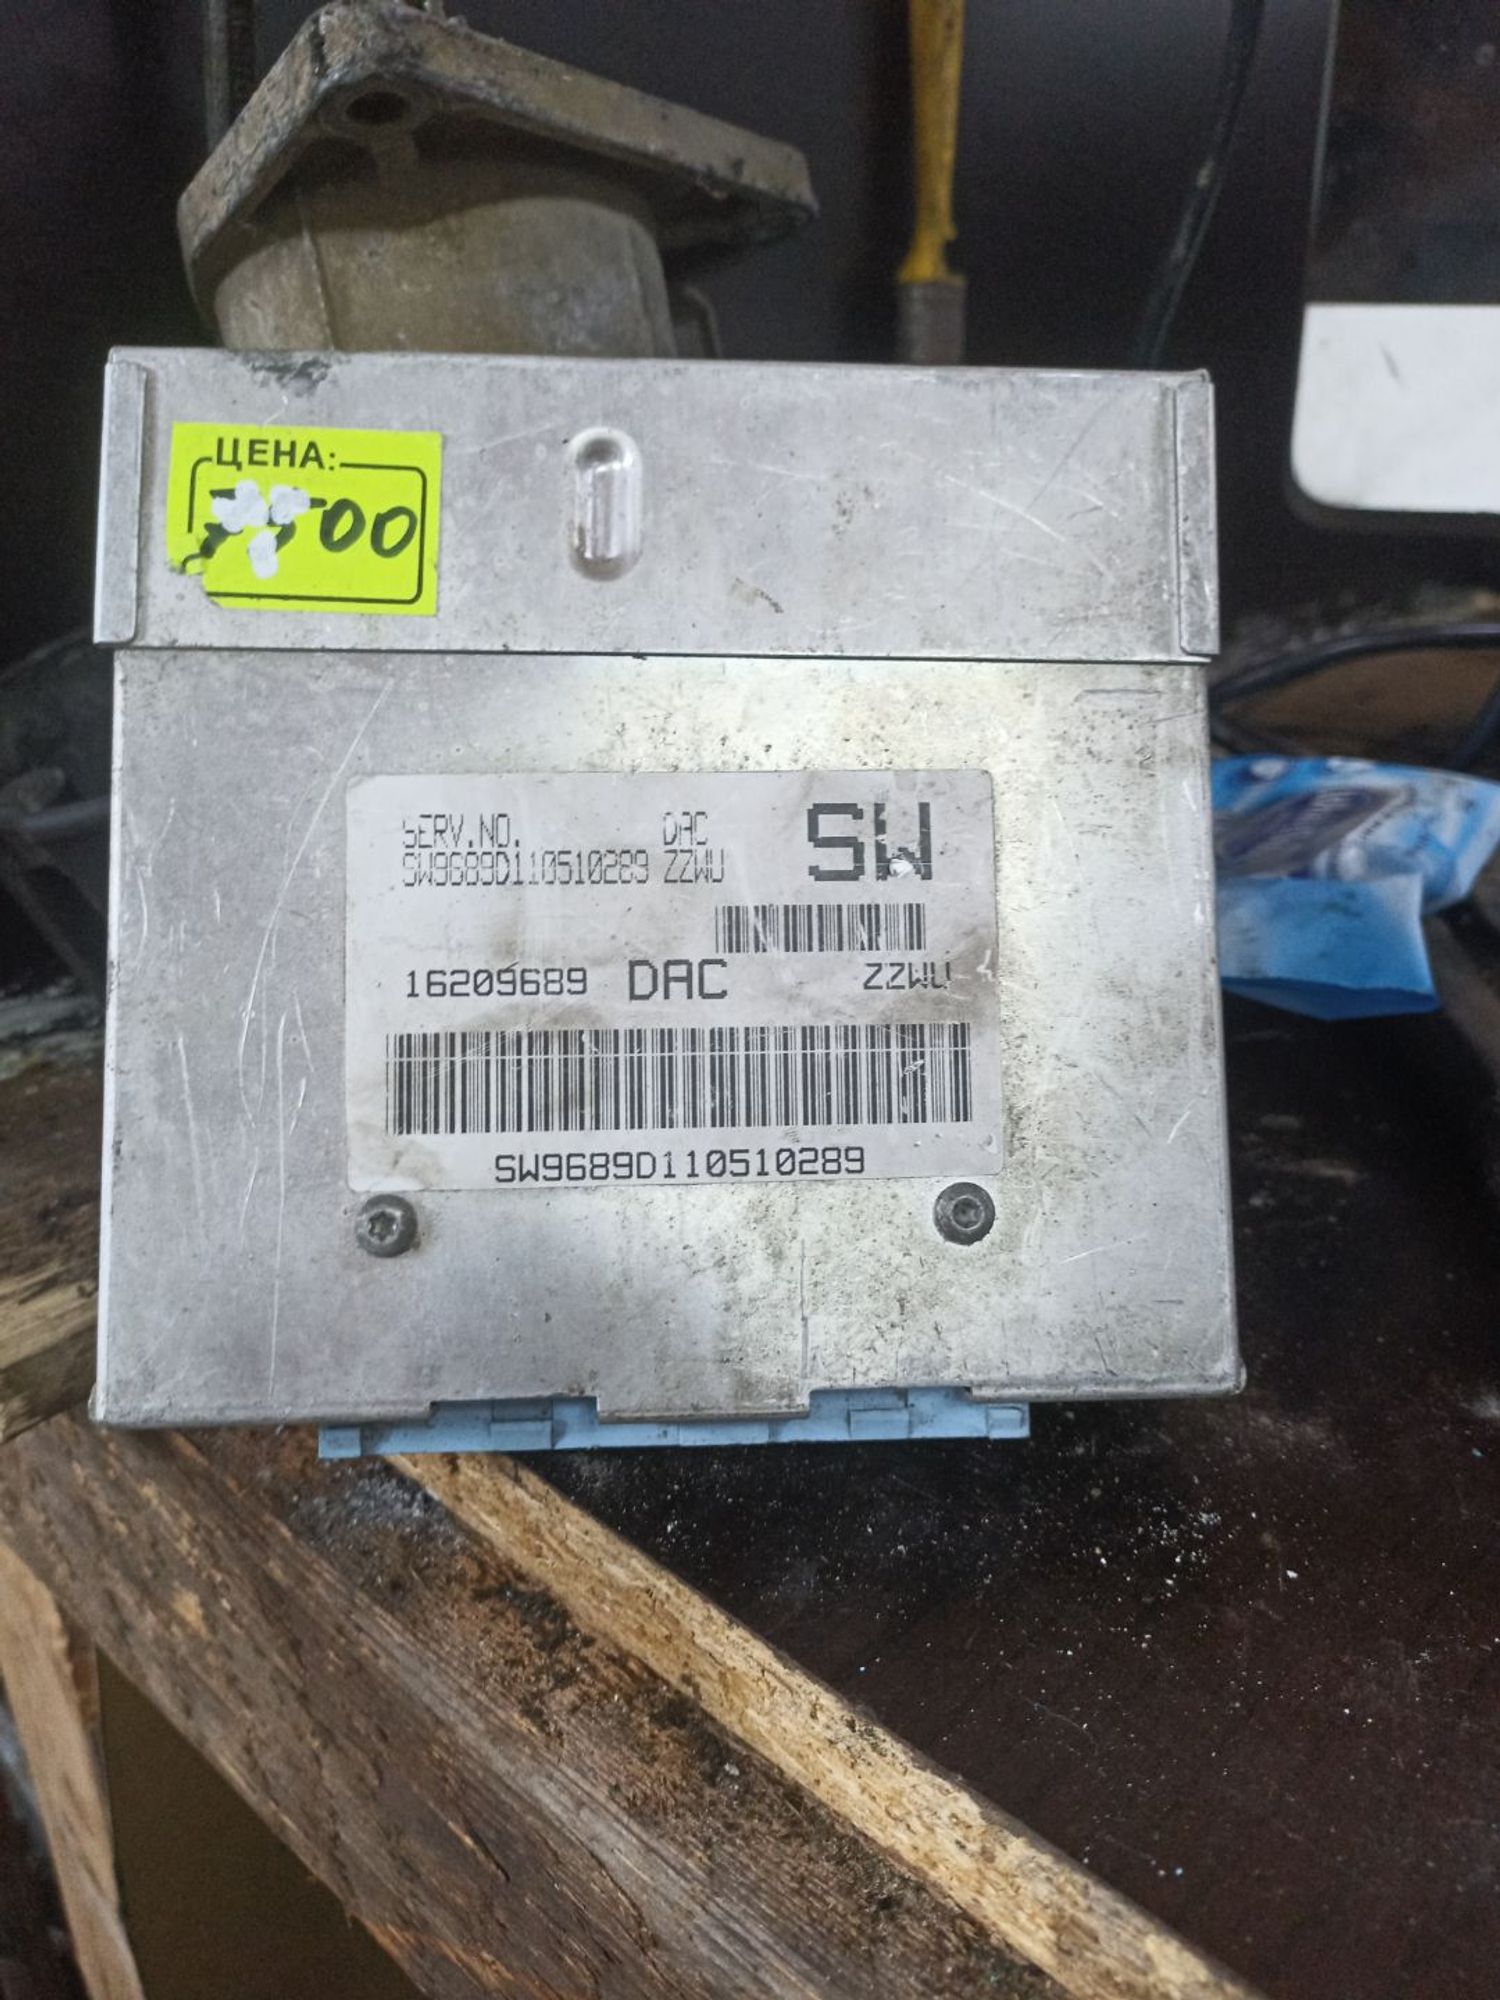 ЦЕНА:
00
SERV.NO. DAC SW
SW9689D110510289 ZZWU
16209689 DAC ZZWU
SW9689D110510289